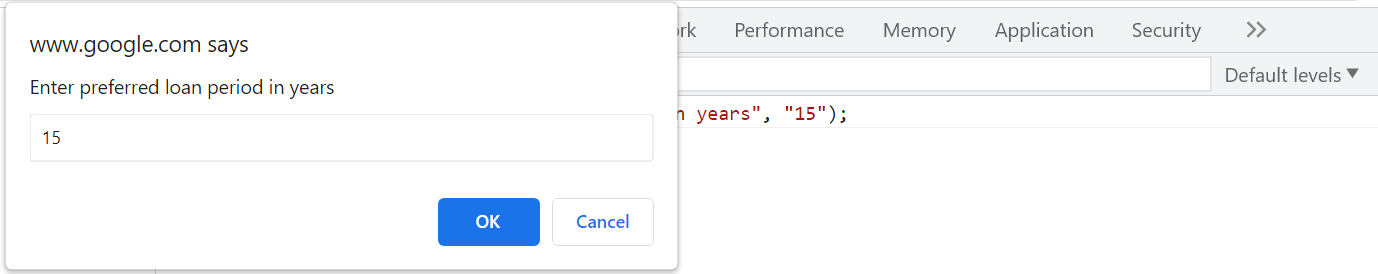 www.google.com says
Enter preferred loan period in years
15
OK
Cancel
Performance Memory Application Security
Default levels ▼
years", "15");